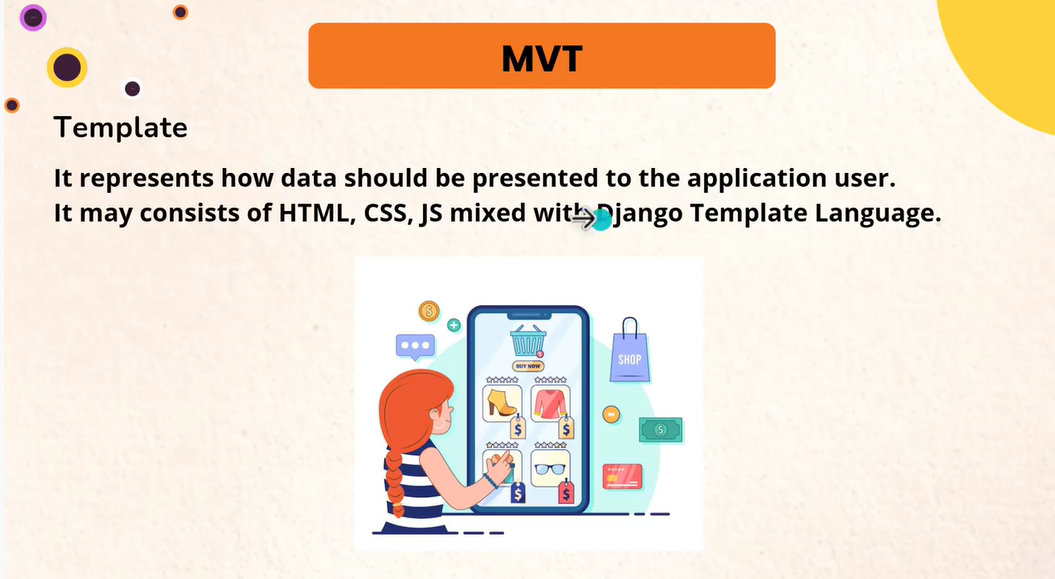 MVT
Template
It represents how data should be presented to the application user.
It may consists of HTML, CSS, JS mixed with Django Template Language.
BUY NOW
SHOP
$
$
$
$
$
$